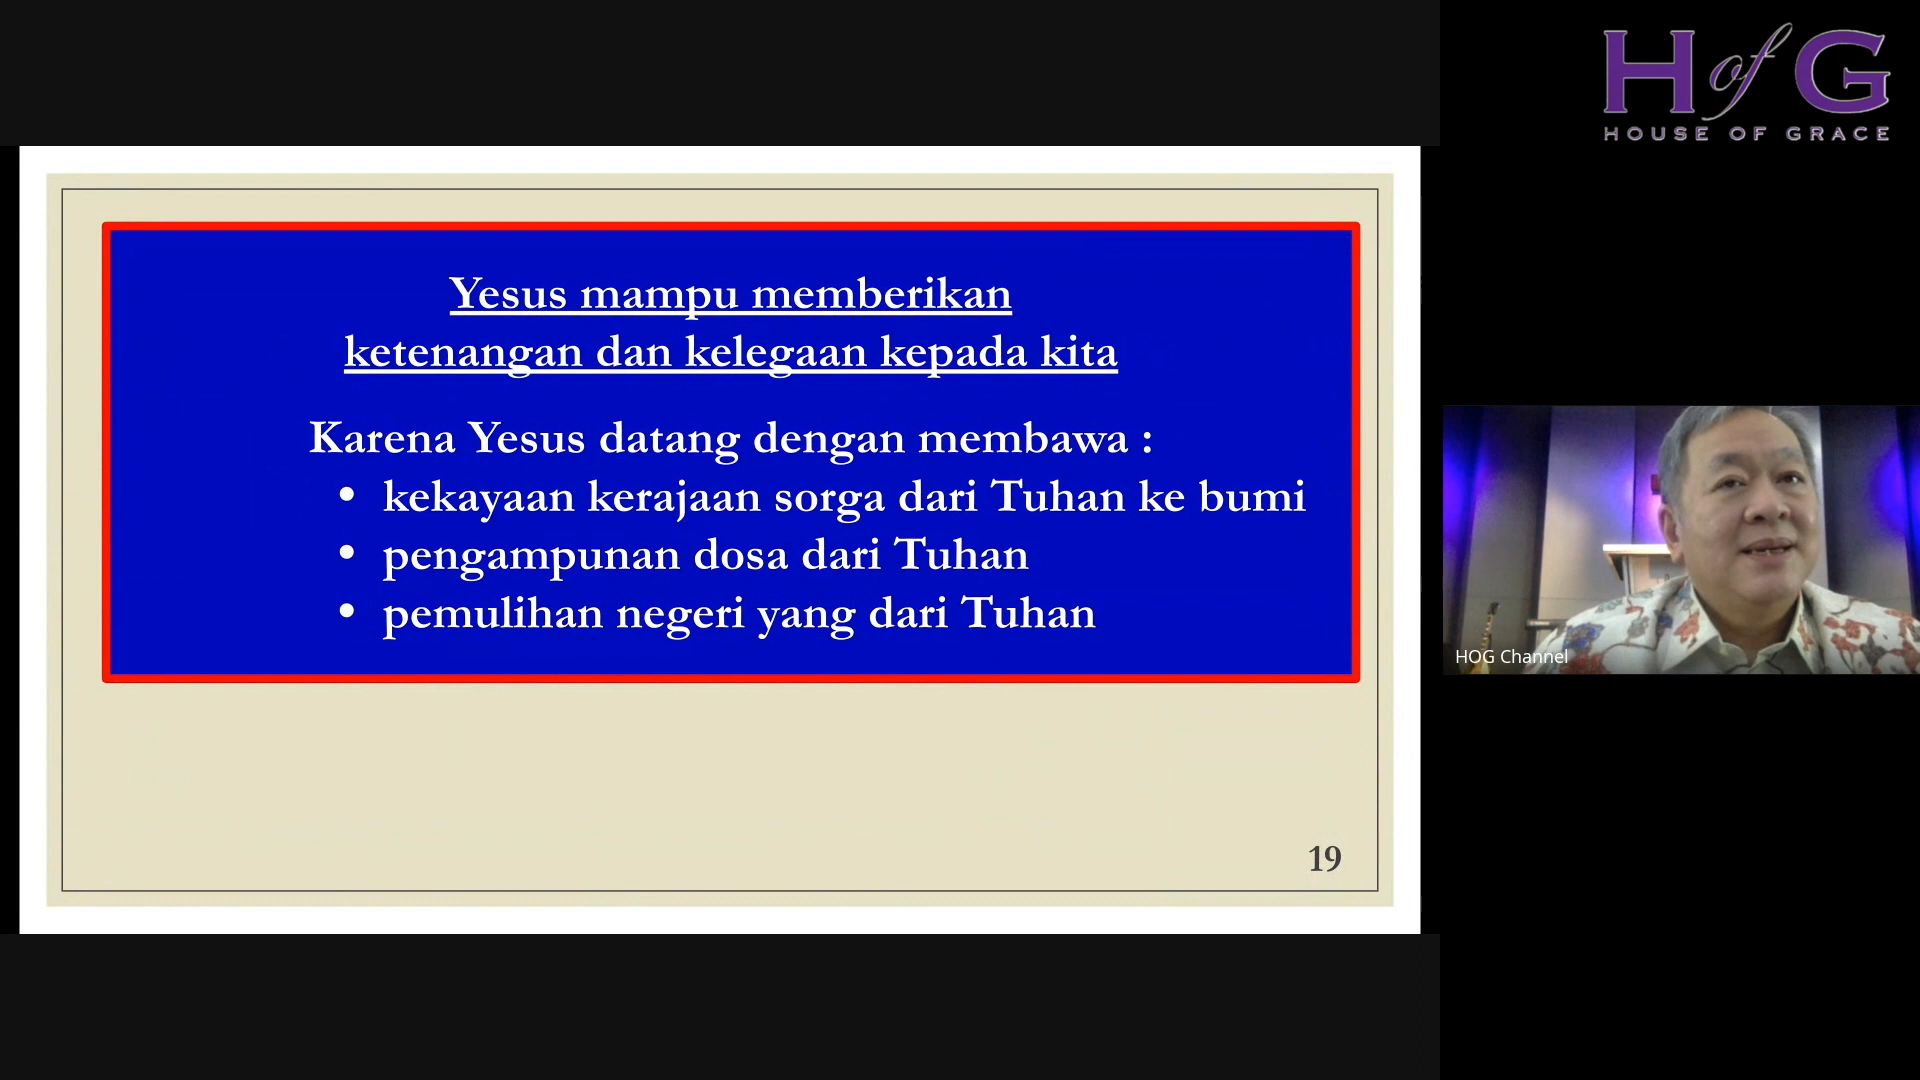 H of G
HOUSE OF GRACE
Yesus mampu memberikan
ketenangan dan kelegaan kepada kita
Karena Yesus datang dengan membawa :
• kekayaan kerajaan sorga dari Tuhan ke bumi
• pengampunan dosa dari Tuhan
• pemulihan negeri yang dari Tuhan
19
HOG Channel